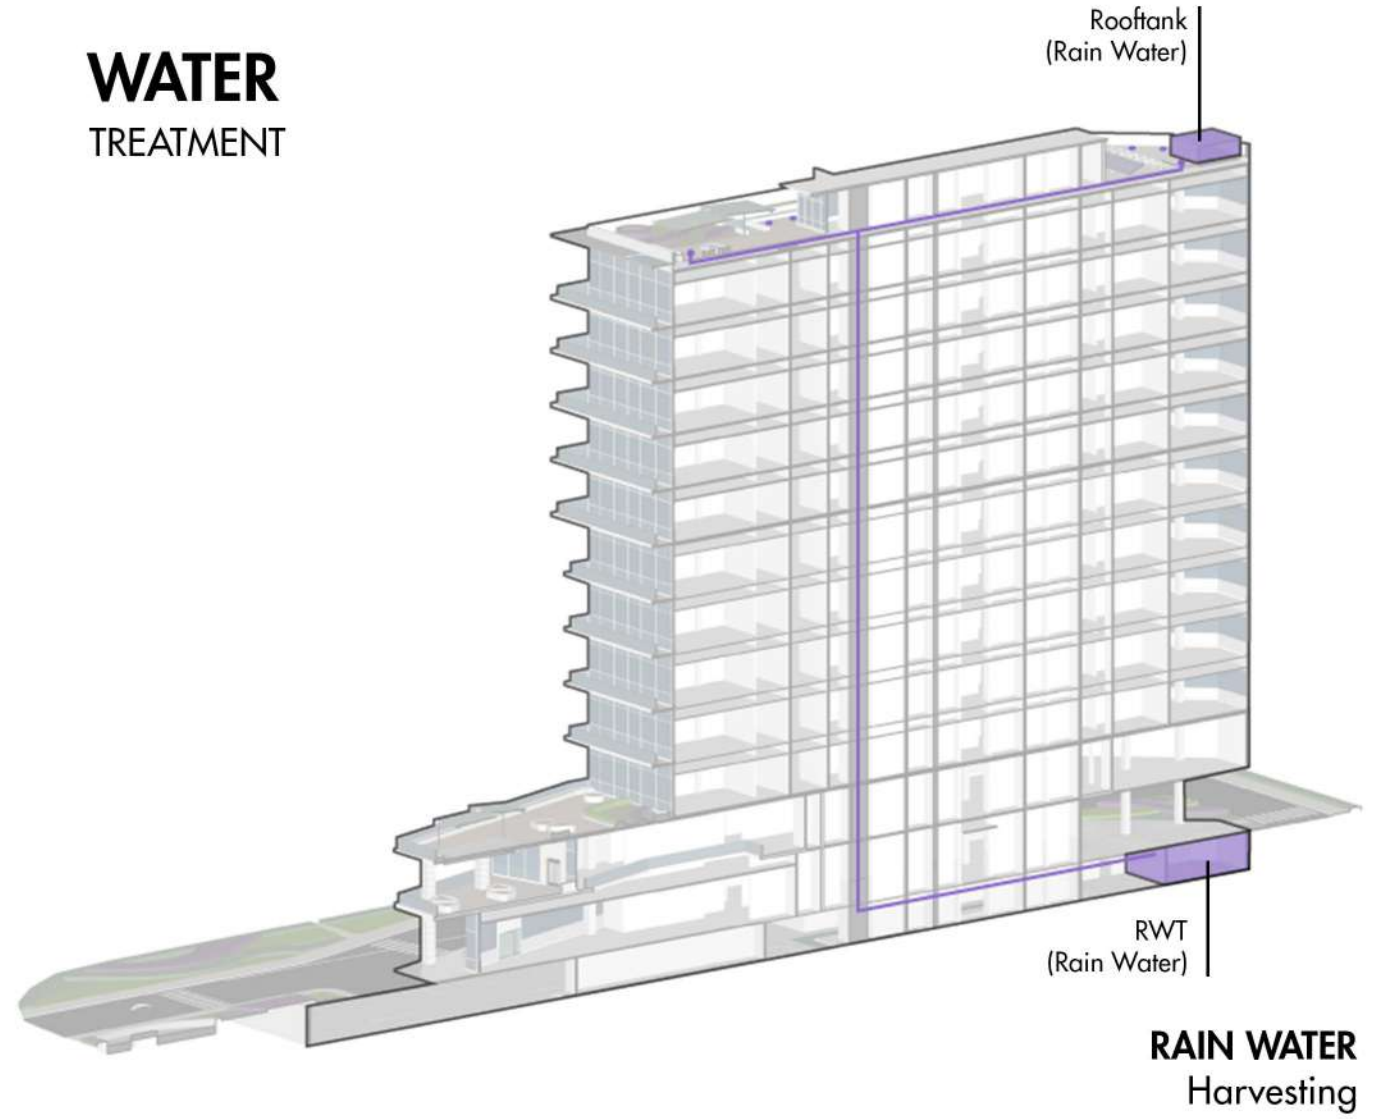 WATER
TREATMENT
Rooftank
(Rain Water)
RWT
(Rain Water)
RAIN WATER
Harvesting